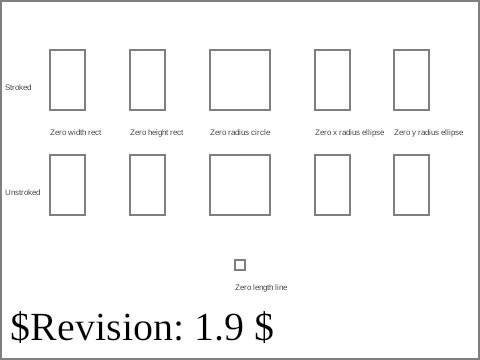 Stroked
Zero width rect Zero height rect Zero radius circle Zero x radius ellipse Zero y radius ellipse
Unstroked
Zero length line
$Revision: 1.9 $